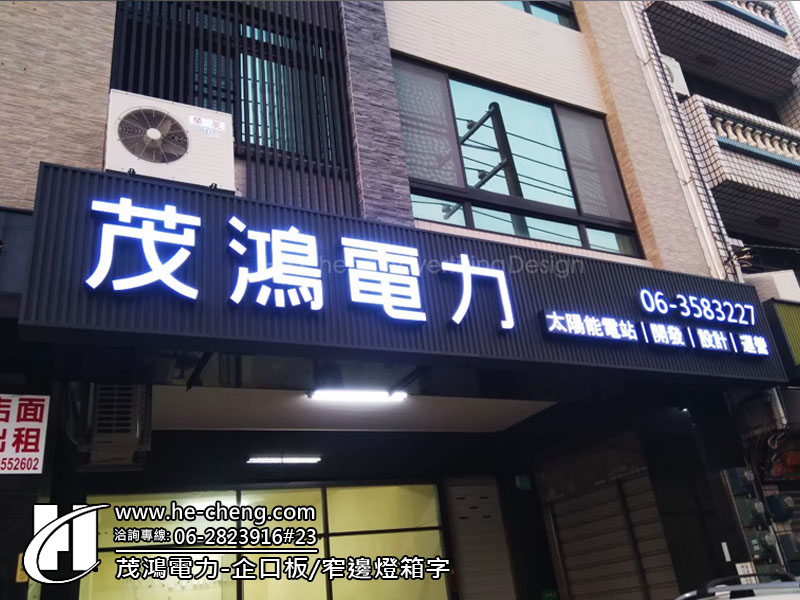 茂鴻電力
06-3583227
太陽能電站|開發|設計|運營
店面
出租
552602
www.he-cheng.com
洽詢專線: 06-2823916#23
茂鴻電力-企口板/窄邊燈箱字